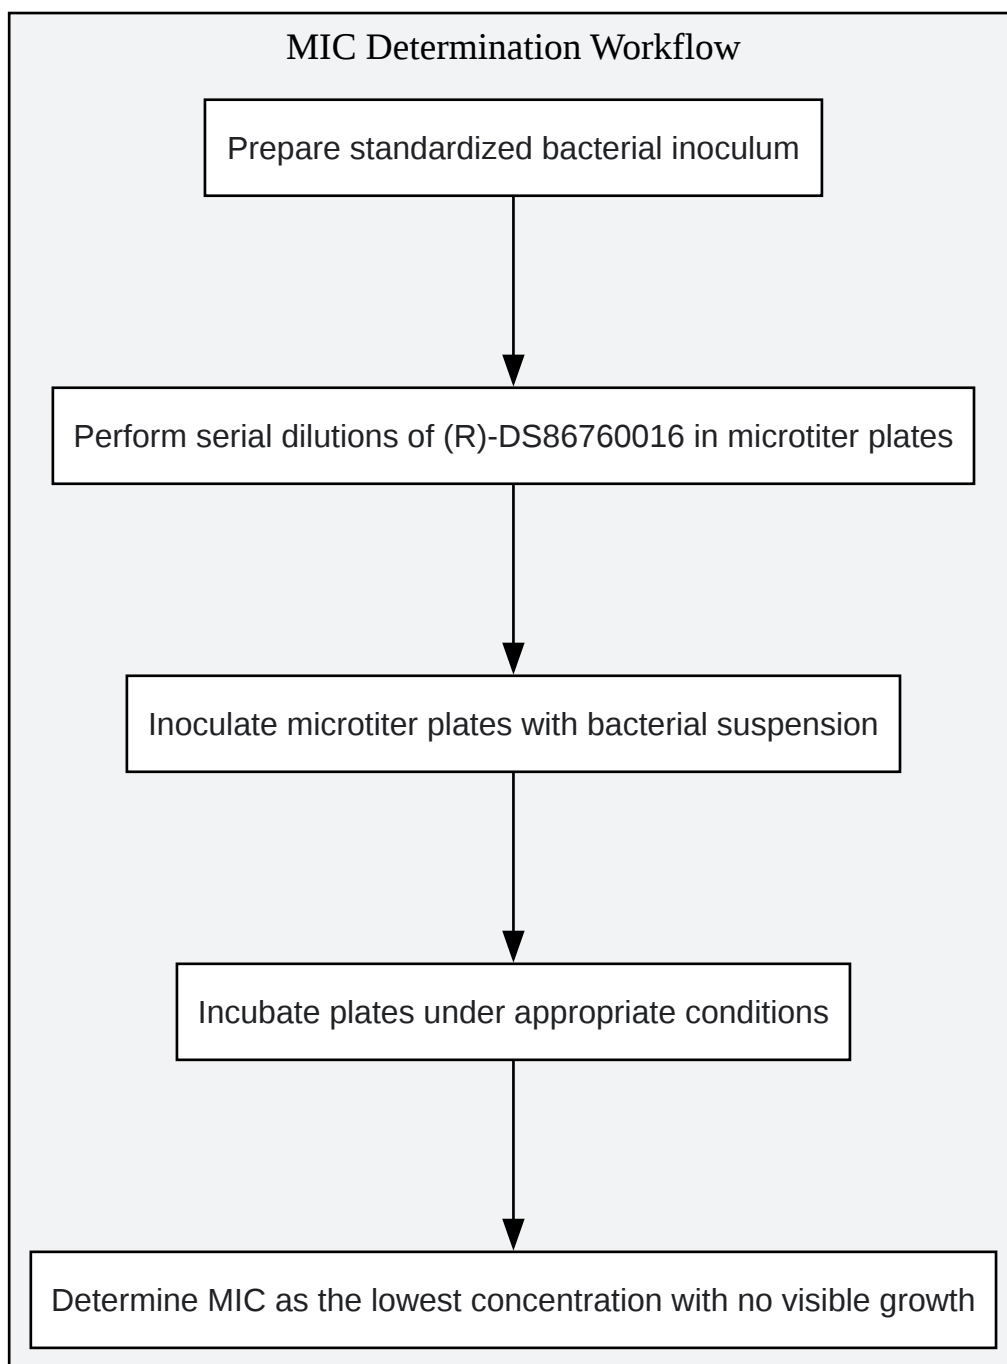 MIC Determination Workflow
Prepare standardized bacterial inoculum
Perform serial dilutions of (R)-DS86760016 in microtiter plates
Inoculate microtiter plates with bacterial suspension
Incubate plates under appropriate conditions
Determine MIC as the lowest concentration with no visible growth